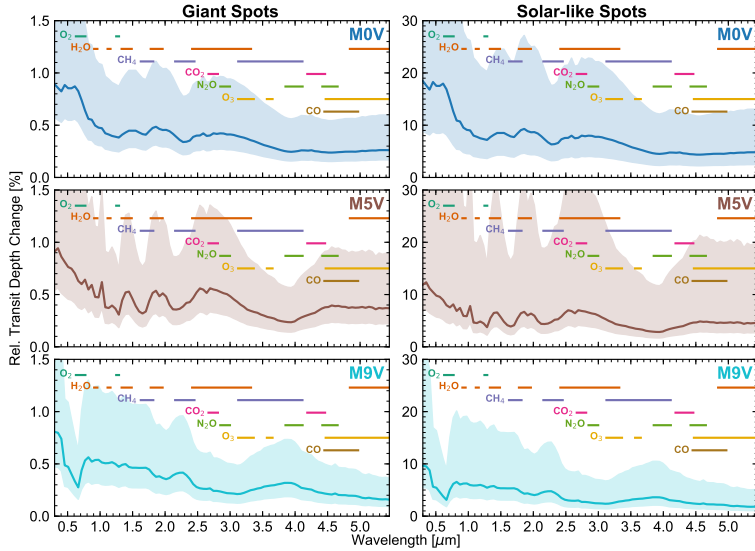 Giant Spots
Solar-like Spots
Rel. Transit Depth Change [%]
1.5
1.0
0.5
0.0
M0V
O₂
H₂O
CH₄
CO₂
N₂O
O₃
CO
30
20
10
0
M0V
O₂
H₂O
CH₄
CO₂
N₂O
O₃
CO
1.5
1.0
0.5
0.0
M5V
O₂
H₂O
CH₄
CO₂
N₂O
O₃
CO
30
20
10
0
M5V
O₂
H₂O
CH₄
CO₂
N₂O
O₃
CO
1.5
1.0
0.5
0.0
M9V
O₂
H₂O
CH₄
CO₂
N₂O
O₃
CO
30
20
10
0
M9V
O₂
H₂O
CH₄
CO₂
N₂O
O₃
CO
0.5 1.0 1.5 2.0 2.5 3.0 3.5 4.0 4.5 5.0
0.5 1.0 1.5 2.0 2.5 3.0 3.5 4.0 4.5 5.0
Wavelength [μm]